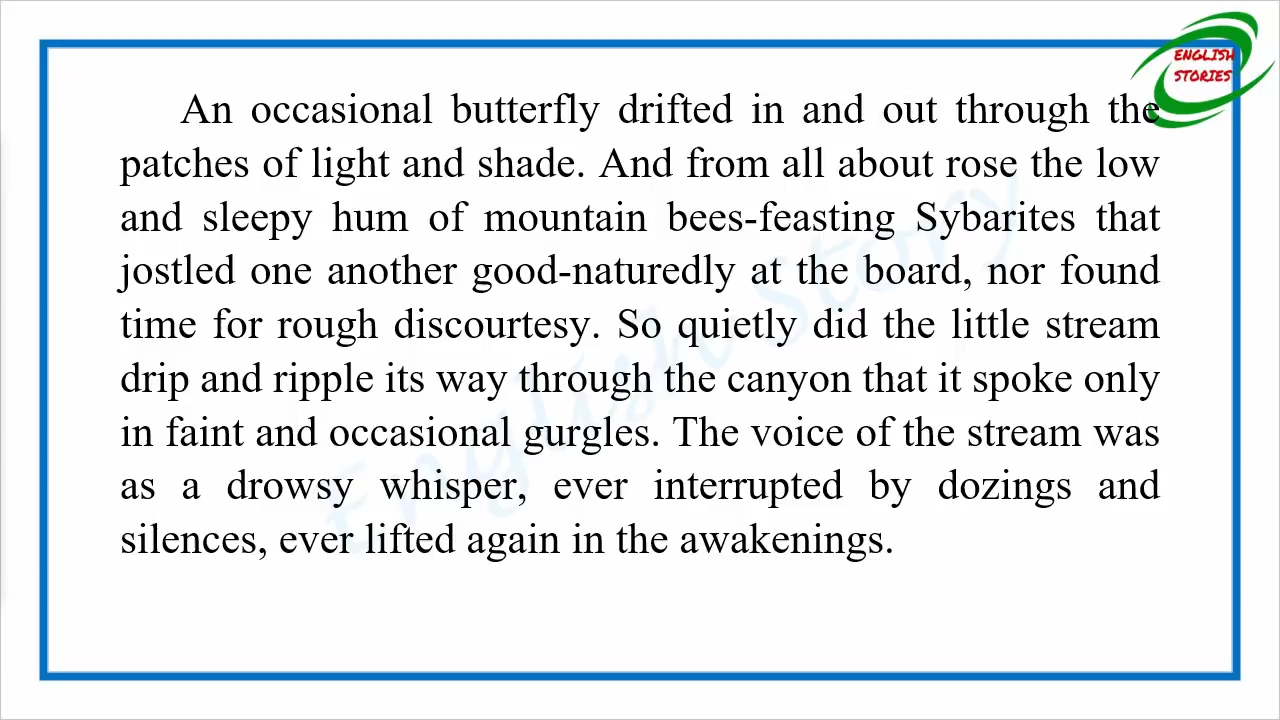 ENGLISH
STORIES
An occasional butterfly drifted in and out through the
patches of light and shade. And from all about rose the low
and sleepy hum of mountain bees-feasting Sybarites that
jostled one another good-naturedly at the board, nor found
time for rough discourtesy. So quietly did the little stream
drip and ripple its way through the canyon that it spoke only
in faint and occasional gurgles. The voice of the stream was
as a drowsy whisper, ever interrupted by dozings and
silences, ever lifted again in the awakenings.
English Story